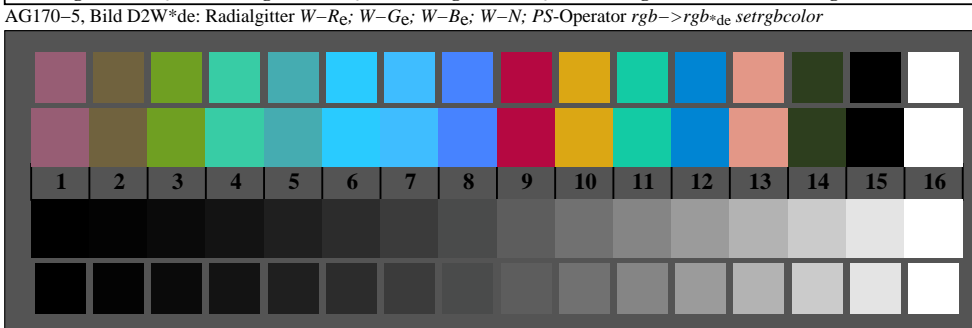 AG170−5, Bild D2W*de: Radialgitter W−Re; W−Ge; W−Be; W−N; PS-Operator rgb−>rgb*de setrgbcolor
1 2 3 4 5 6 7 8 9 10 11 12 13 14 15 16